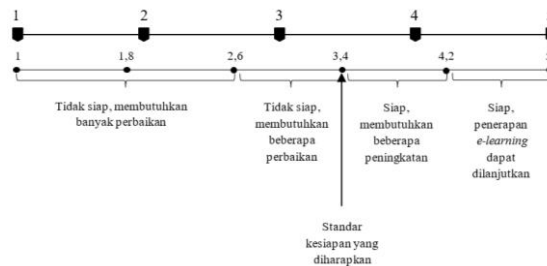 1 2 3 4
1 1,8 2,6 3,4 4,2
Tidak siap, membutuhkan
banyak perbaikan
Tidak siap,
membutuhkan
beberapa
perbaikan
Siap,
membutuhkan
beberapa
peningkatan
Siap,
penerapan
e-learning
dapat
dilanjutkan
Standar
kesiapan yang
diharapkan